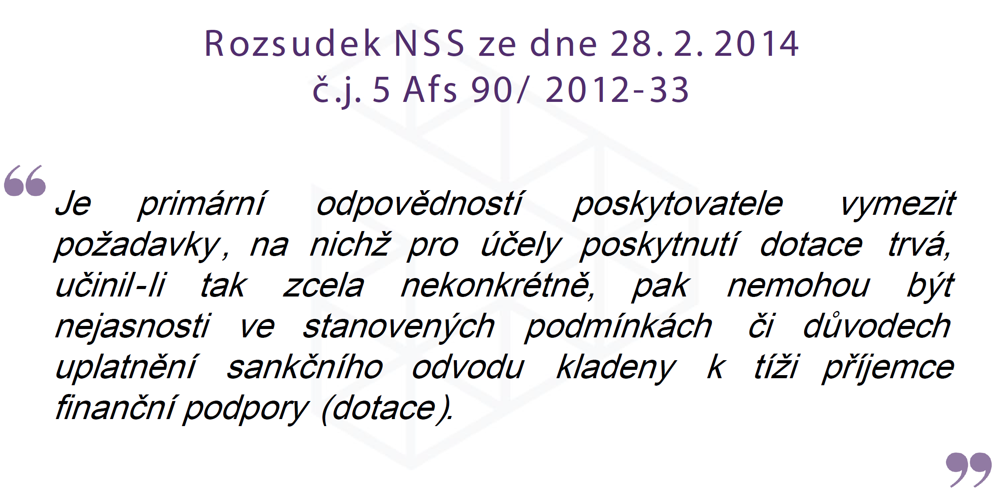 Rozsudek NSS ze dne 28. 2. 2014
č.j. 5 Afs 90/ 2012-33
“
Je primární odpovědností poskytovatele vymezit
požadavky, na nichž pro účely poskytnutí dotace trvá,
učinil-li tak zcela nekonkrétně, pak nemohou být
nejasnosti ve stanovených podmínkách či důvodech
uplatnění sankčního odvodu kladeny k tíži příjemce
finanční podpory (dotace).
”